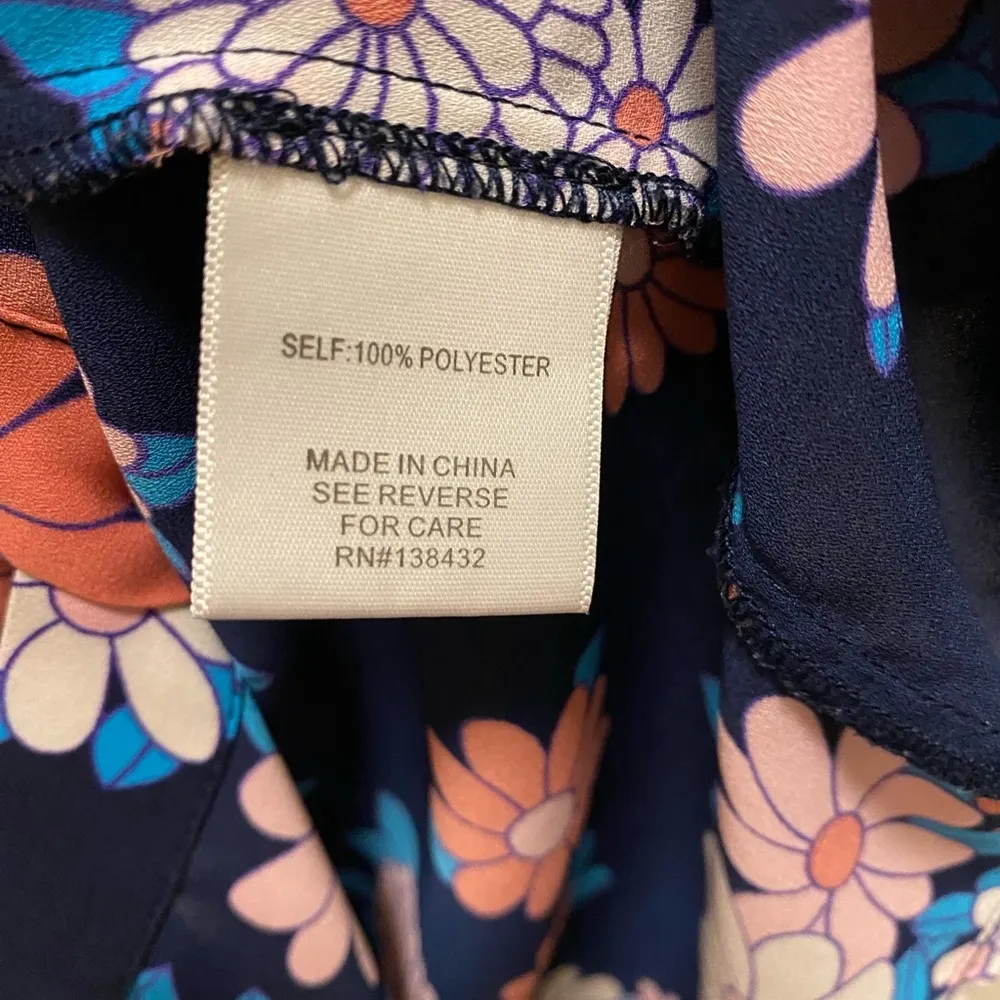 SELF:100% POLYESTER
MADE IN CHINA
SEE REVERSE
FOR CARE
RN#138432